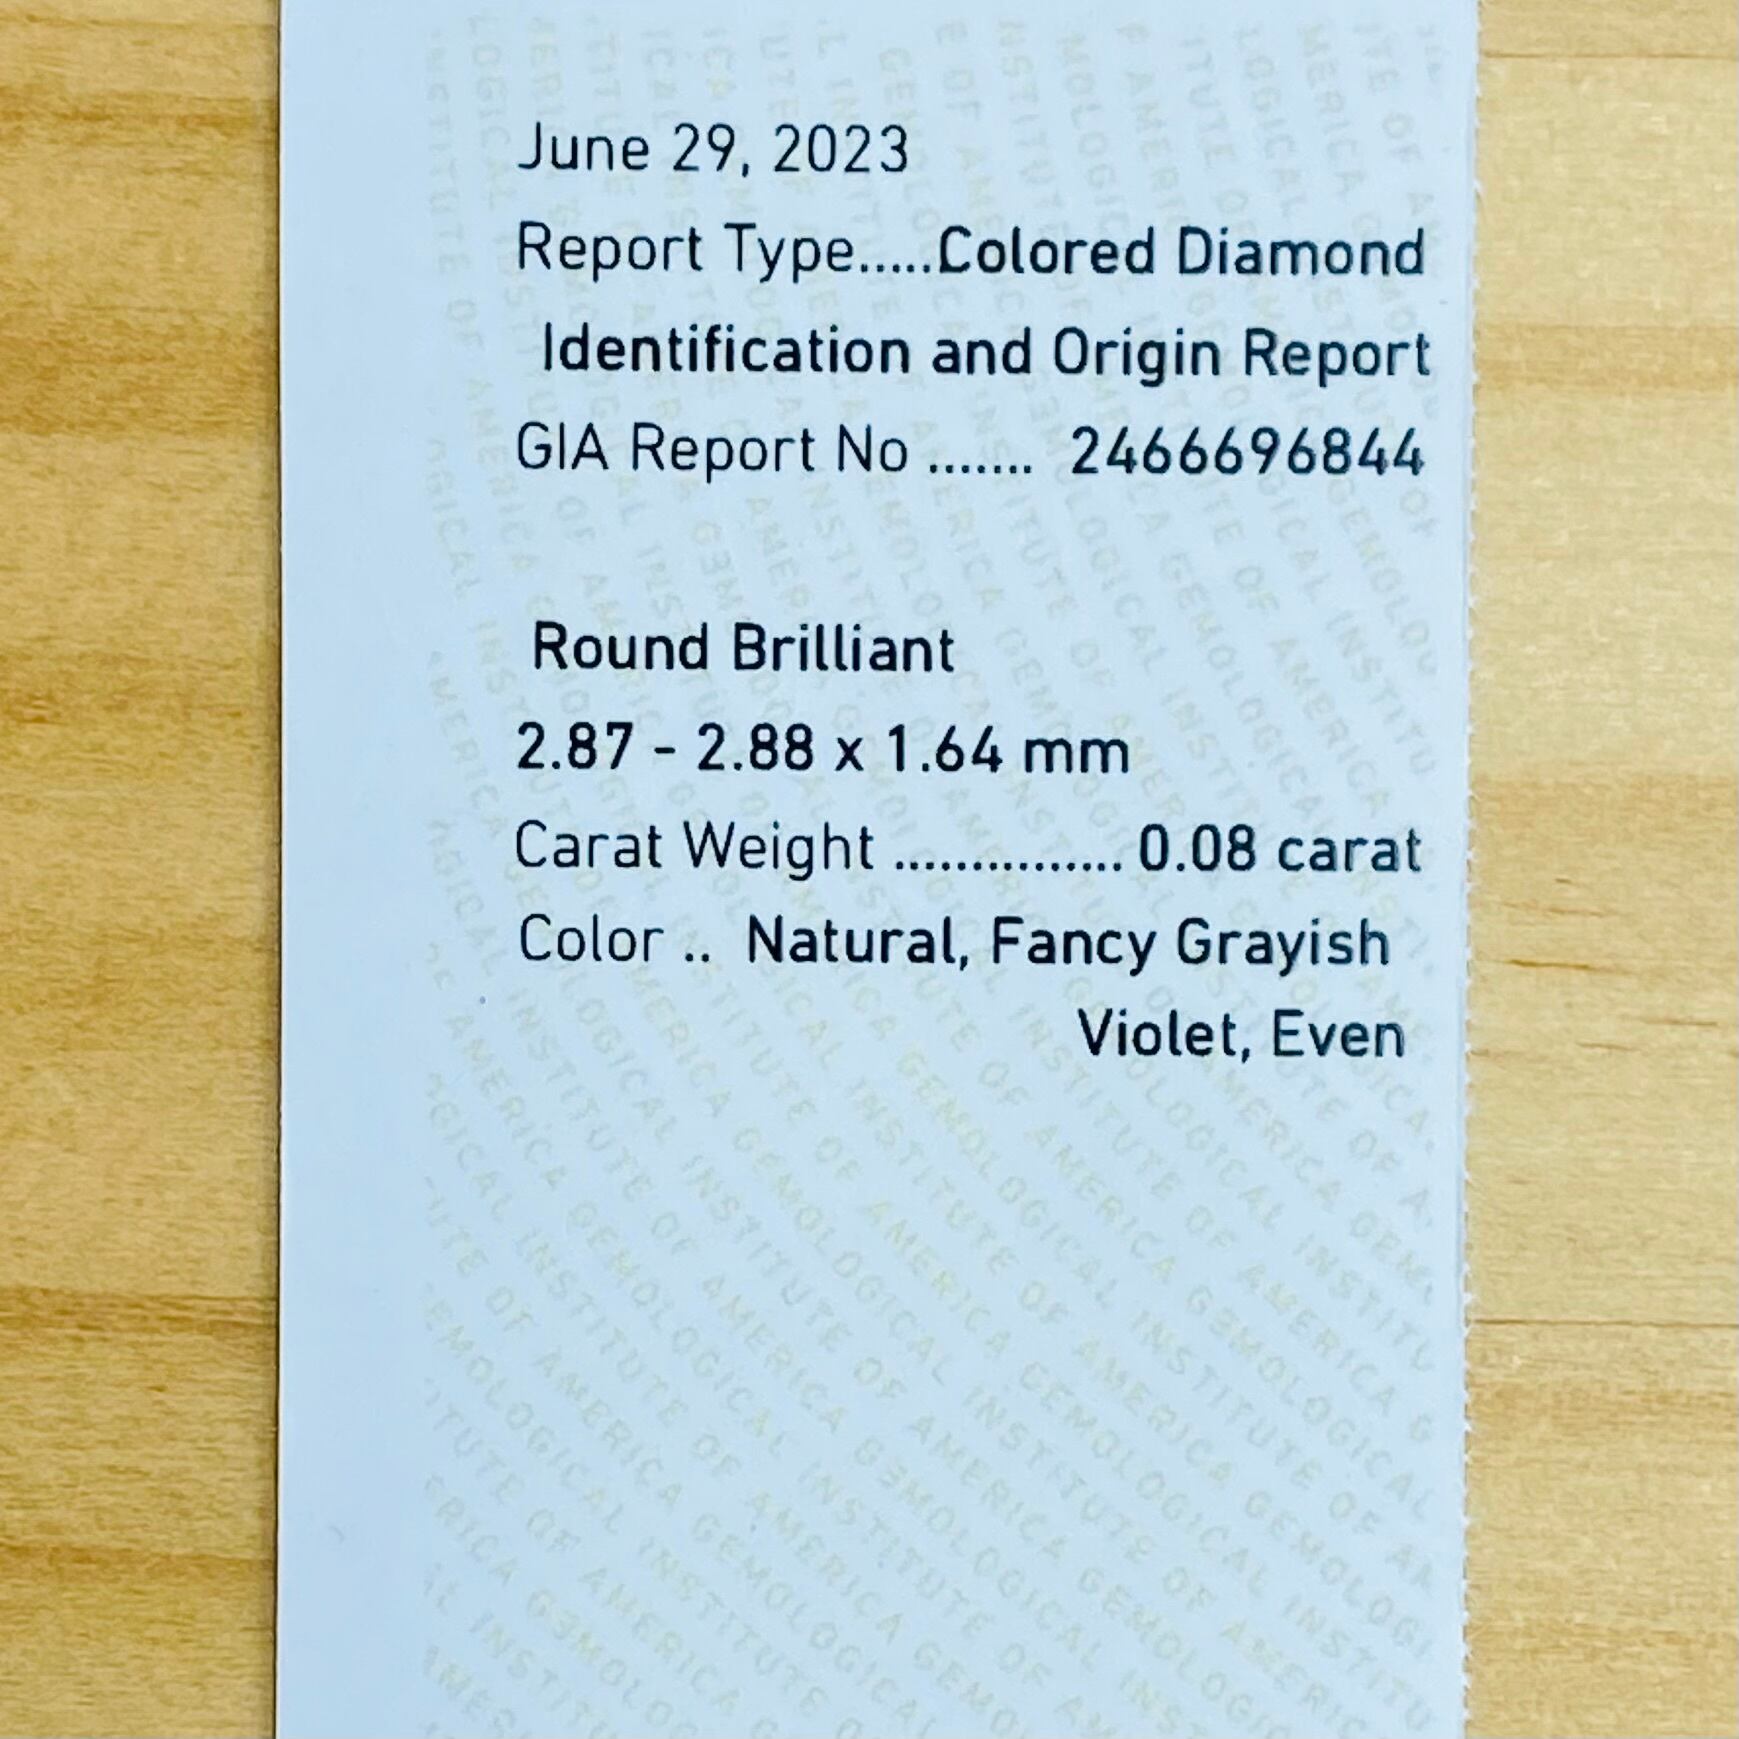 June 29, 2023
Report Type.....Colored Diamond
Identification and Origin Report
GIA Report No ....... 2466696844
Round Brilliant
2.87 - 2.88 x 1.64 mm
Carat Weight ............... 0.08 carat
Color .. Natural, Fancy Grayish
Violet, Even